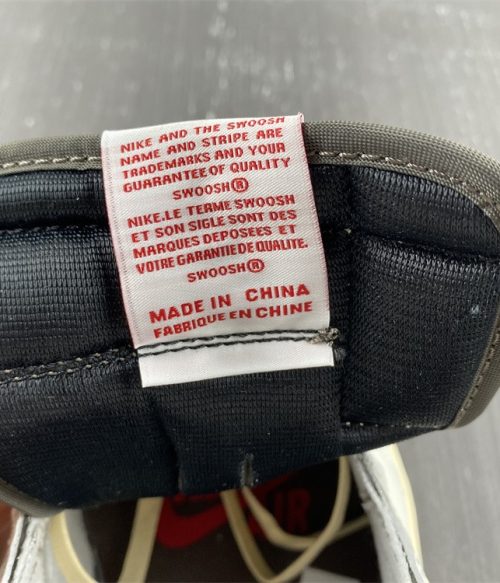 NIKE AND THE SWOOSH
NAME AND STRIPE ARE
TRADEMARKS AND YOUR
GUARANTEE OF QUALITY
SWOOSH®
NIKE.LE TERME SWOOSH
ET SON SIGLE SONT DES
MARQUES DEPOSEES ET
VOTRE GARANTIE DE QUALITE.
SWOOSH®
MADE IN CHINA
FABRIQUE EN CHINE